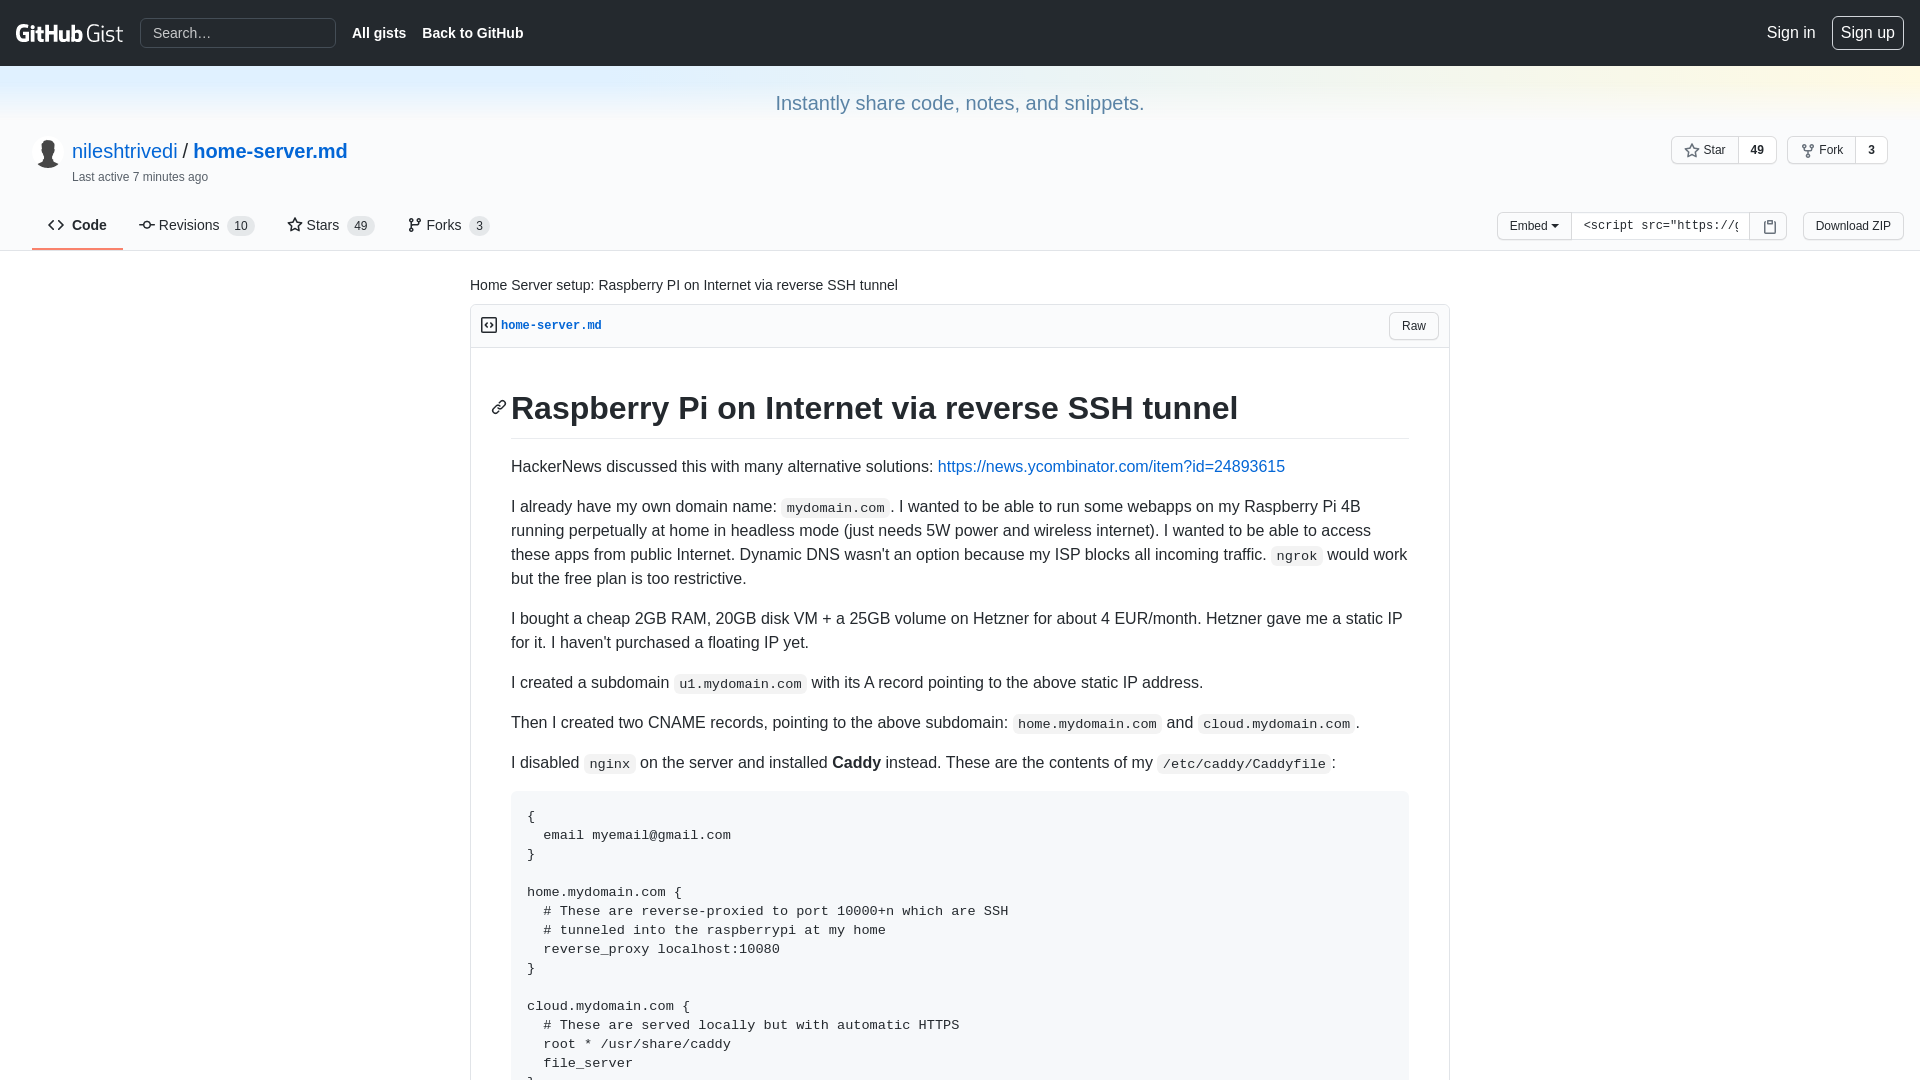 GitHub Gist Search… All gists Back to GitHub Sign in Sign up
Instantly share code, notes, and snippets.
nileshtrivedi / home-server.md Star 49 Fork 3
Last active 7 minutes ago
Code Revisions 10 Stars 49 Forks 3 Embed <script src="https://g Download ZIP
Home Server setup: Raspberry PI on Internet via reverse SSH tunnel
home-server.md Raw
Raspberry Pi on Internet via reverse SSH tunnel
HackerNews discussed this with many alternative solutions: https://news.ycombinator.com/item?id=24893615
I already have my own domain name: mydomain.com. I wanted to be able to run some webapps on my Raspberry Pi 4B
running perpetually at home in headless mode (just needs 5W power and wireless internet). I wanted to be able to access
these apps from public Internet. Dynamic DNS wasn't an option because my ISP blocks all incoming traffic. ngrok would work
but the free plan is too restrictive.
I bought a cheap 2GB RAM, 20GB disk VM + a 25GB volume on Hetzner for about 4 EUR/month. Hetzner gave me a static IP
for it. I haven't purchased a floating IP yet.
I created a subdomain u1.mydomain.com with its A record pointing to the above static IP address.
Then I created two CNAME records, pointing to the above subdomain: home.mydomain.com and cloud.mydomain.com.
I disabled nginx on the server and installed Caddy instead. These are the contents of my /etc/caddy/Caddyfile:
{
  email myemail@gmail.com
}
home.mydomain.com {
  # These are reverse-proxied to port 10000+n which are SSH
  # tunneled into the raspberrypi at my home
  reverse_proxy localhost:10080
}
cloud.mydomain.com {
  # These are served locally but with automatic HTTPS
  root * /usr/share/caddy
  file_server
}